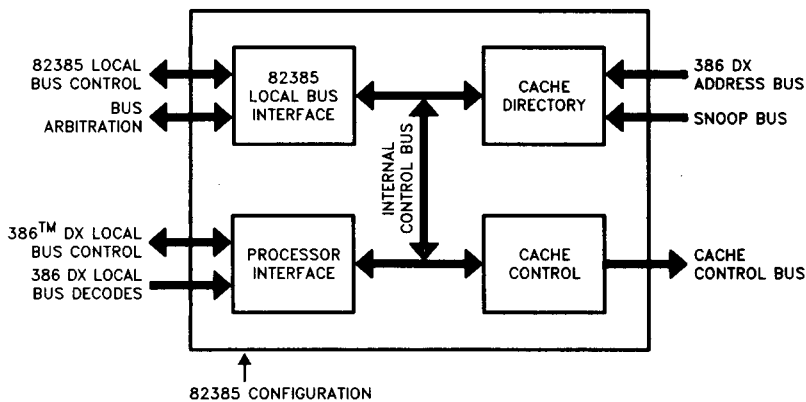 82385 LOCAL
BUS CONTROL
BUS
ARBITRATION
82385
LOCAL BUS
INTERFACE
CACHE
DIRECTORY
386 DX
ADDRESS BUS
SNOOP BUS
INTERNAL
CONTROL BUS
386™ DX LOCAL
BUS CONTROL
386 DX LOCAL
BUS DECODES
PROCESSOR
INTERFACE
CACHE
CONTROL
CACHE
CONTROL BUS
82385 CONFIGURATION